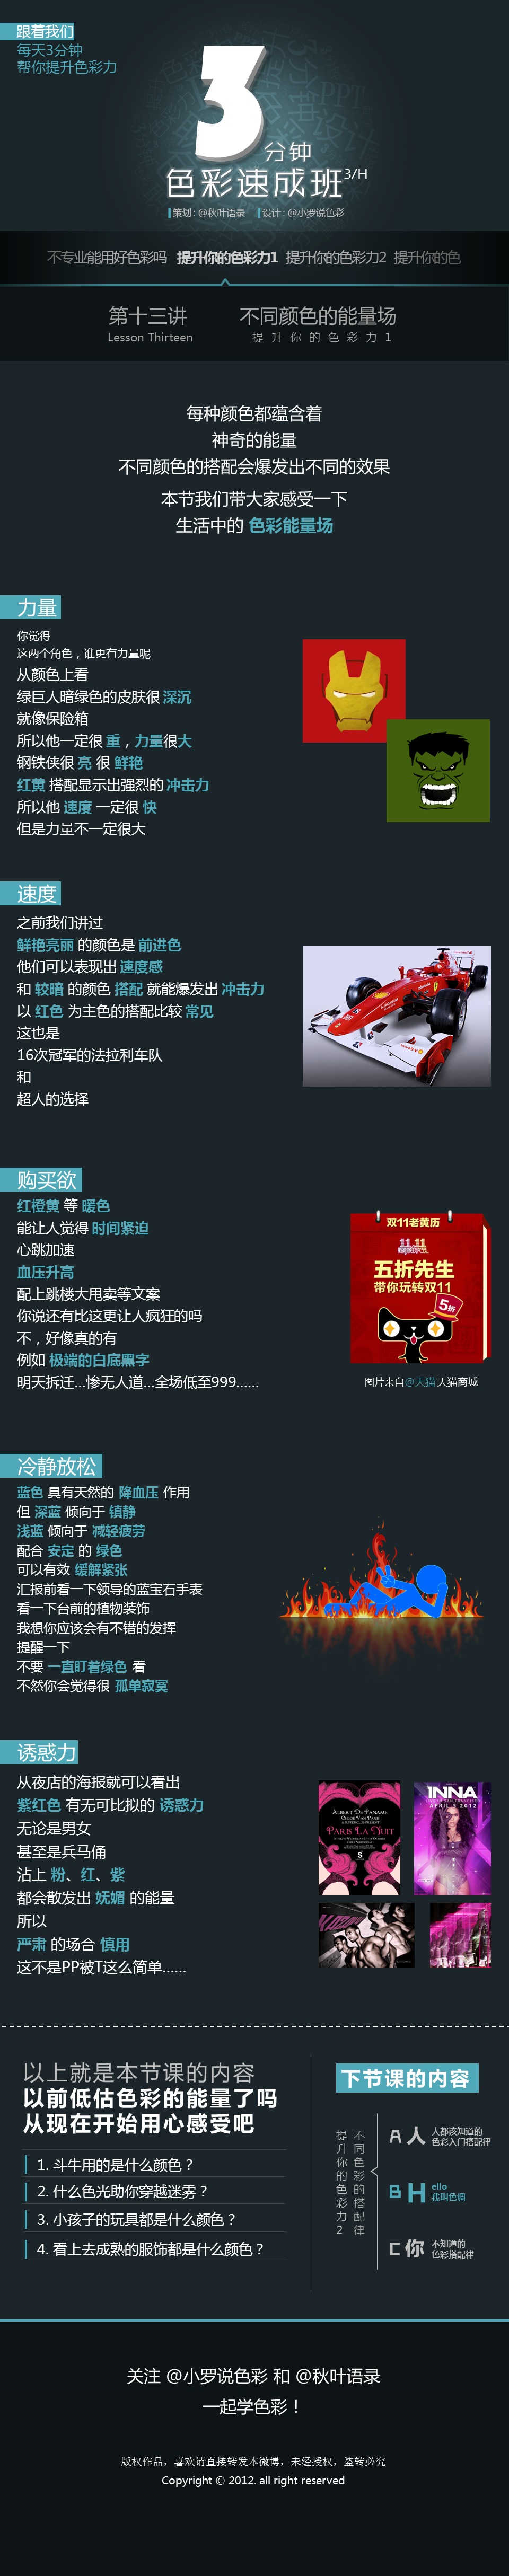 跟着我们
每天3分钟
帮你提升色彩力
3
分钟
色彩速成班3/H
策划：@秋叶语录 设计：@小罗说色彩
不专业能用好色彩吗 提升你的色彩力1 提升你的色彩力2 提升你的色
第十三讲 不同颜色的能量场
Lesson Thirteen 提升你的色彩力1
每种颜色都蕴含着
神奇的能量
不同颜色的搭配会爆发出不同的效果
本节我们带大家感受一下
生活中的 色彩能量场
力量
你觉得
这两个角色，谁更有力量呢
从颜色上看
绿巨人暗绿色的皮肤很 深沉
就像保险箱
所以他一定很 重，力量很大
钢铁侠很 亮 很 鲜艳
红黄 搭配显示出强烈的 冲击力
所以他 速度 一定很 快
但是力量不一定很大
速度
之前我们讲过
鲜艳亮丽 的颜色是 前进色
他们可以表现出 速度感
和 较暗 的颜色 搭配 就能爆发出 冲击力
以 红色 为主色的搭配比较 常见
这也是
16次冠军的法拉利车队
和
超人的选择
购买欲
红橙黄 等 暖色
能让人觉得 时间紧迫
心跳加速
血压升高
配上跳楼大甩卖等文案
你说还有比这更让人疯狂的吗
不，好像真的有
例如 极端的白底黑字
明天拆迁...惨无人道...全场低至999......
双11老黄历
11.11
五折先生
带你玩转双11
5折
图片来自@天猫 天猫商城
冷静放松
蓝色 具有天然的 降血压 作用
但 深蓝 倾向于 镇静
浅蓝 倾向于 减轻疲劳
配合 安定 的 绿色
可以有效 缓解紧张
汇报前看一下领导的蓝宝石手表
看一下台前的植物装饰
我想你应该会有不错的发挥
提醒一下
不要 一直盯着绿色 看
不然你会觉得很 孤单寂寞
诱惑力
从夜店的海报就可以看出
紫红色 有无可比拟的 诱惑力
无论是男女
甚至是兵马俑
沾上 粉、红、紫
都会散发出 妩媚 的能量
所以
严肃 的场合 慎用
这不是PP被T这么简单......
ALBERT DE PANAME
PARIS LA NUIT
INNA
APRIL 5 2012
以上就是本节课的内容
以前低估色彩的能量了吗
从现在开始用心感受吧
1. 斗牛用的是什么颜色？
2. 什么色光助你穿越迷雾？
3. 小孩子的玩具都是什么颜色？
4. 看上去成熟的服饰都是什么颜色？
下节课的内容
不同色彩的搭配律
提升你的色彩力2
A 人 人都该知道的
色彩入门搭配律
B H ello
我叫色调
C 你 不知道的
色彩搭配律
关注 @小罗说色彩 和 @秋叶语录
一起学色彩！
版权作品，喜欢请直接转发本微博，未经授权，盗转必究
Copyright © 2012. all right reserved